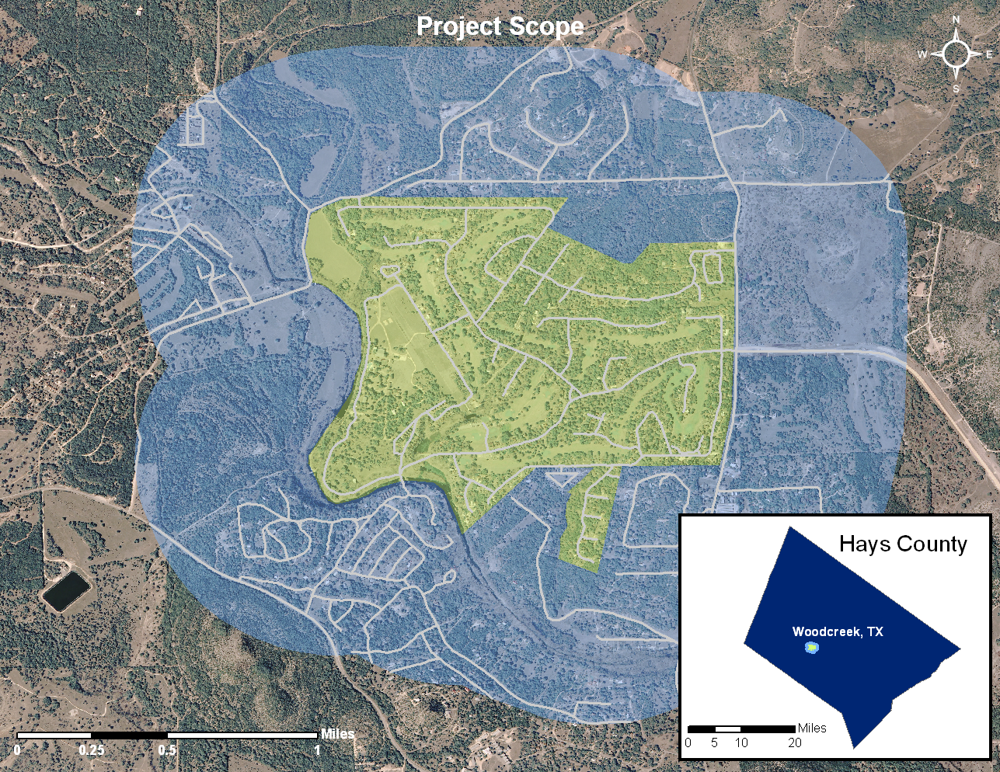 Project Scope
N
W E
S
Hays County
Woodcreek, TX
Miles
0 5 10 20
Miles
0 0.25 0.5 1